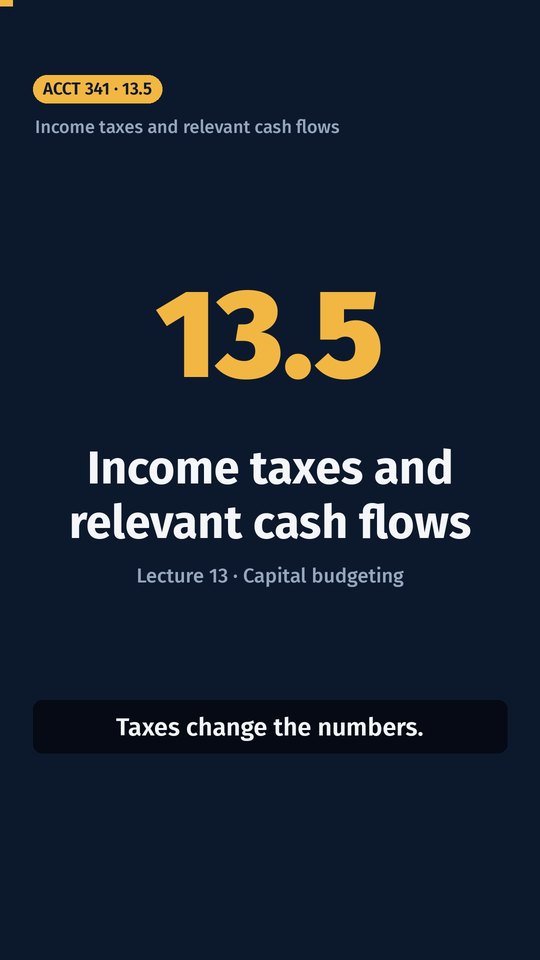 ACCT 341 · 13.5
Income taxes and relevant cash flows
13.5
Income taxes and
relevant cash flows
Lecture 13 · Capital budgeting
Taxes change the numbers.